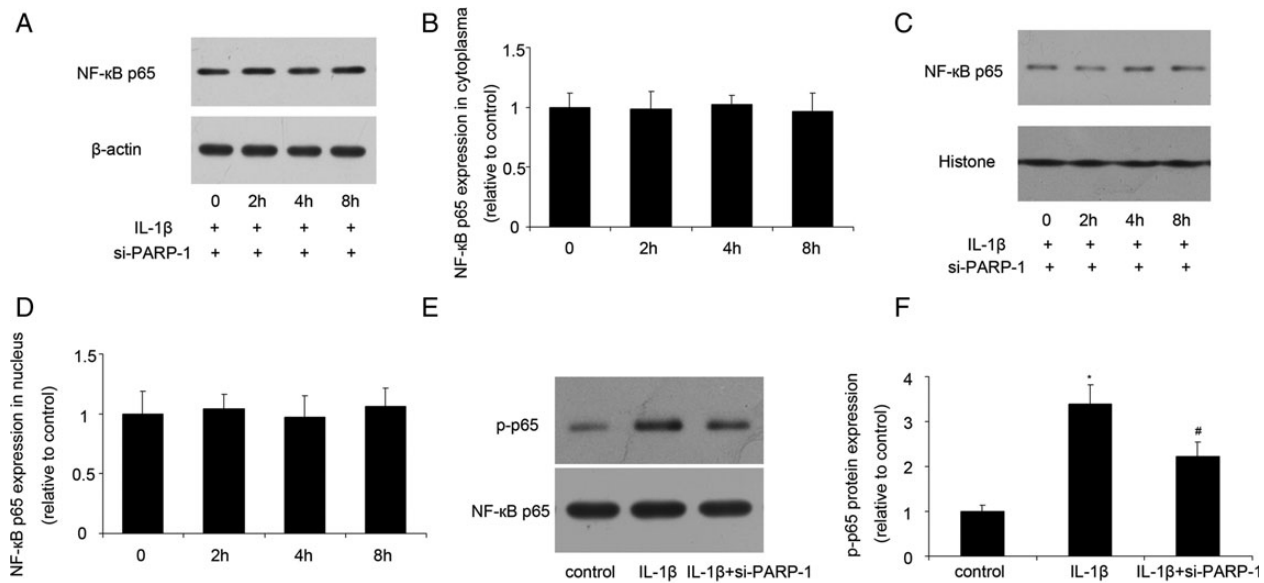 A
NF-κB p65
β-actin
0 2h 4h 8h
IL-1β + + + +
si-PARP-1 + + + +
B
NF-κB p65 expression in cytoplasma
(relative to control)
1.5
1
0.5
0
0 2h 4h 8h
C
NF-κB p65
Histone
0 2h 4h 8h
IL-1β + + + +
si-PARP-1 + + + +
D
NF-κB p65 expression in nucleus
(relative to control)
1.5
1
0.5
0
0 2h 4h 8h
E
p-p65
NF-κB p65
control IL-1β IL-1β+si-PARP-1
F
p-p65 protein expression
(relative to control)
4
3
2
1
0
*
#
control IL-1β IL-1β+si-PARP-1